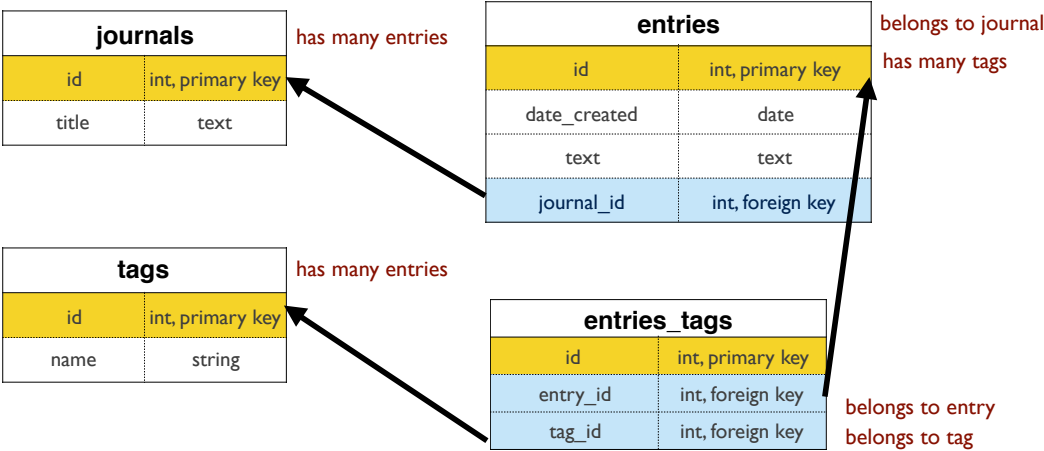 journals
has many entries
id int, primary key
title text
entries
belongs to journal
has many tags
id int, primary key
date_created date
text text
journal_id int, foreign key
tags
has many entries
id int, primary key
name string
entries_tags
id int, primary key
entry_id int, foreign key
tag_id int, foreign key
belongs to entry
belongs to tag